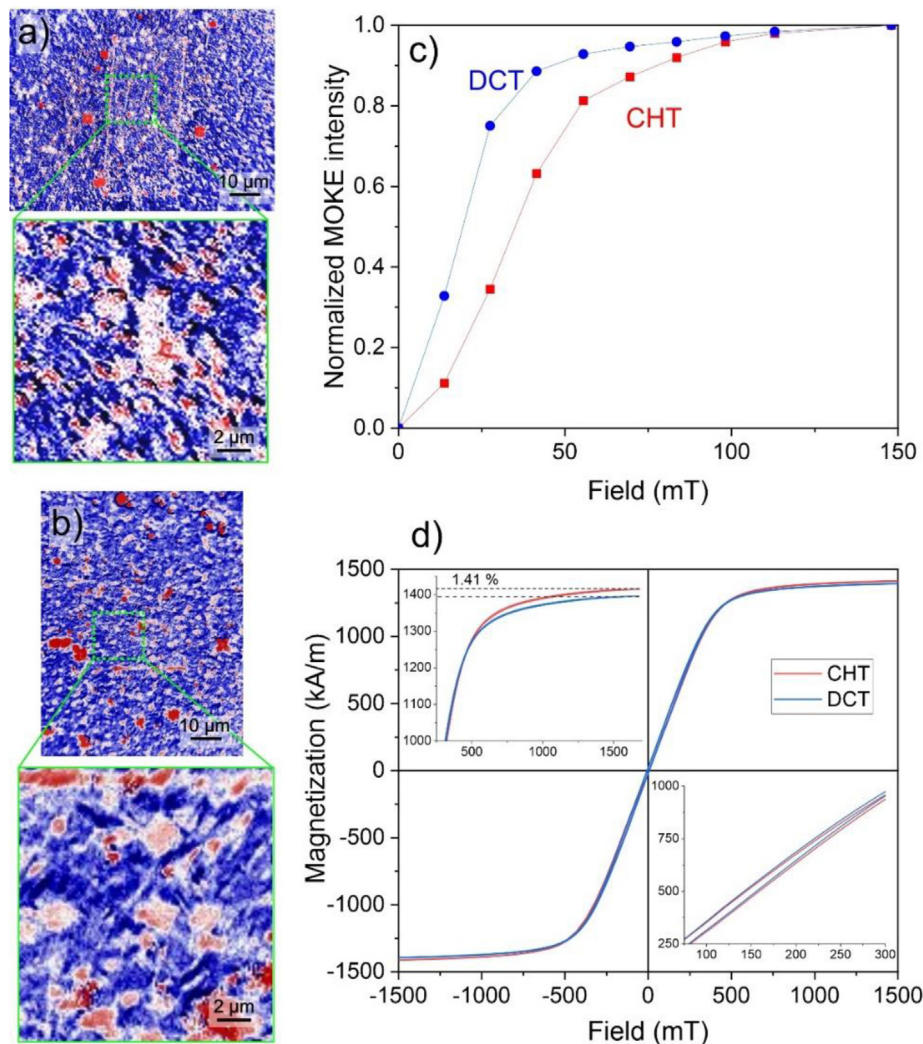 a)
10 µm
2 µm
b)
10 µm
2 µm
c)
Normalized MOKE intensity
1.0
0.8
0.6
0.4
0.2
0.0
DCT
CHT
0 50 100 150
Field (mT)
d)
Magnetization (kA/m)
1500
1000
500
0
-500
-1000
-1500
1.41 %
1400
1300
1200
1100
1000
500 1000 1500
CHT
DCT
1000
750
500
250
100 150 200 250 300
-1500 -1000 -500 0 500 1000 1500
Field (mT)